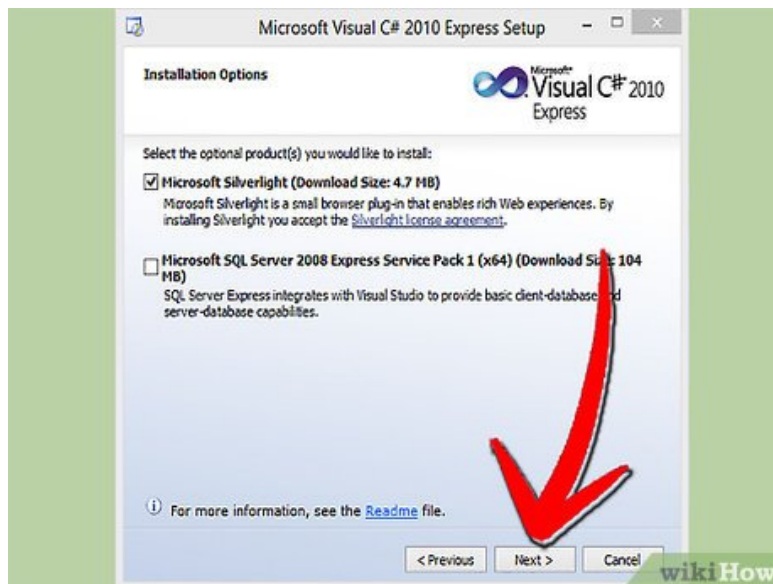 Microsoft Visual C# 2010 Express Setup
Installation Options
Microsoft
Visual C# 2010
Express
Select the optional product(s) you would like to install:
Microsoft Silverlight (Download Size: 4.7 MB)
Microsoft Silverlight is a small browser plug-in that enables rich Web experiences. By
installing Silverlight you accept the Silverlight license agreement.
Microsoft SQL Server 2008 Express Service Pack 1 (x64) (Download Size: 104
MB)
SQL Server Express integrates with Visual Studio to provide basic client-database and
server-database capabilities.
For more information, see the Readme file.
< Previous Next > Cancel
wikiHow